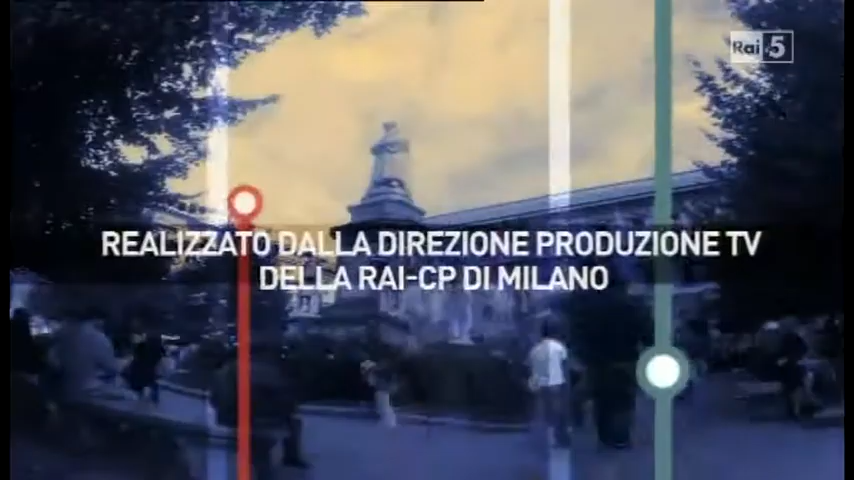 Rai 5
REALIZZATO DALLA DIREZIONE PRODUZIONE TV
DELLA RAI-CP DI MILANO